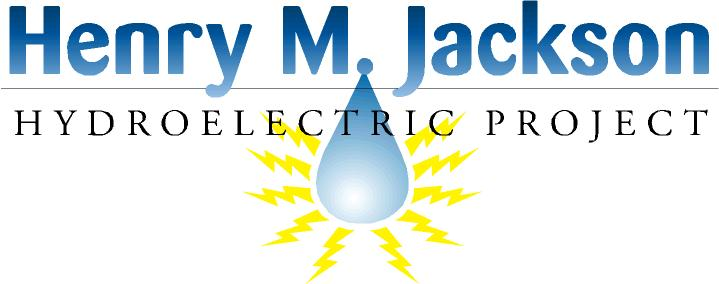 Henry M. Jackson
HYDROELECTRIC PROJECT